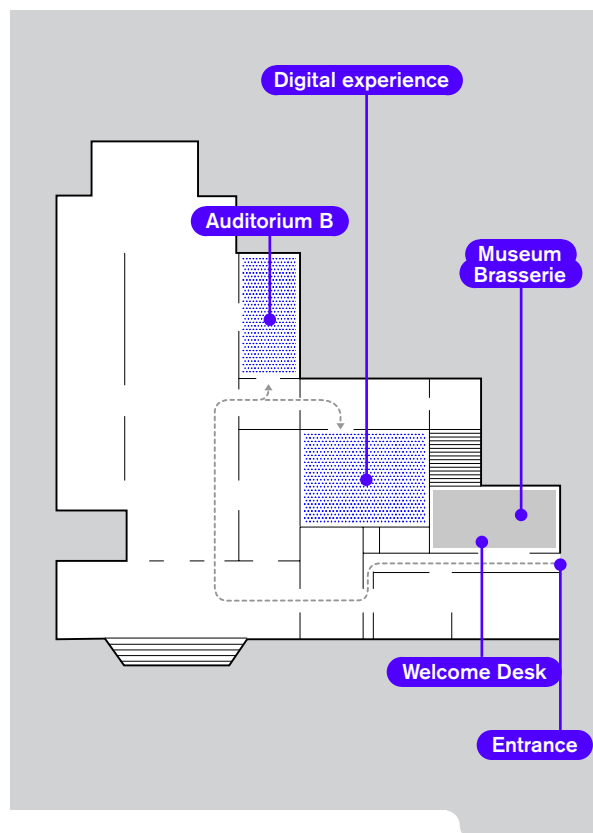 Digital experience
Auditorium B
Museum
Brasserie
Welcome Desk
Entrance